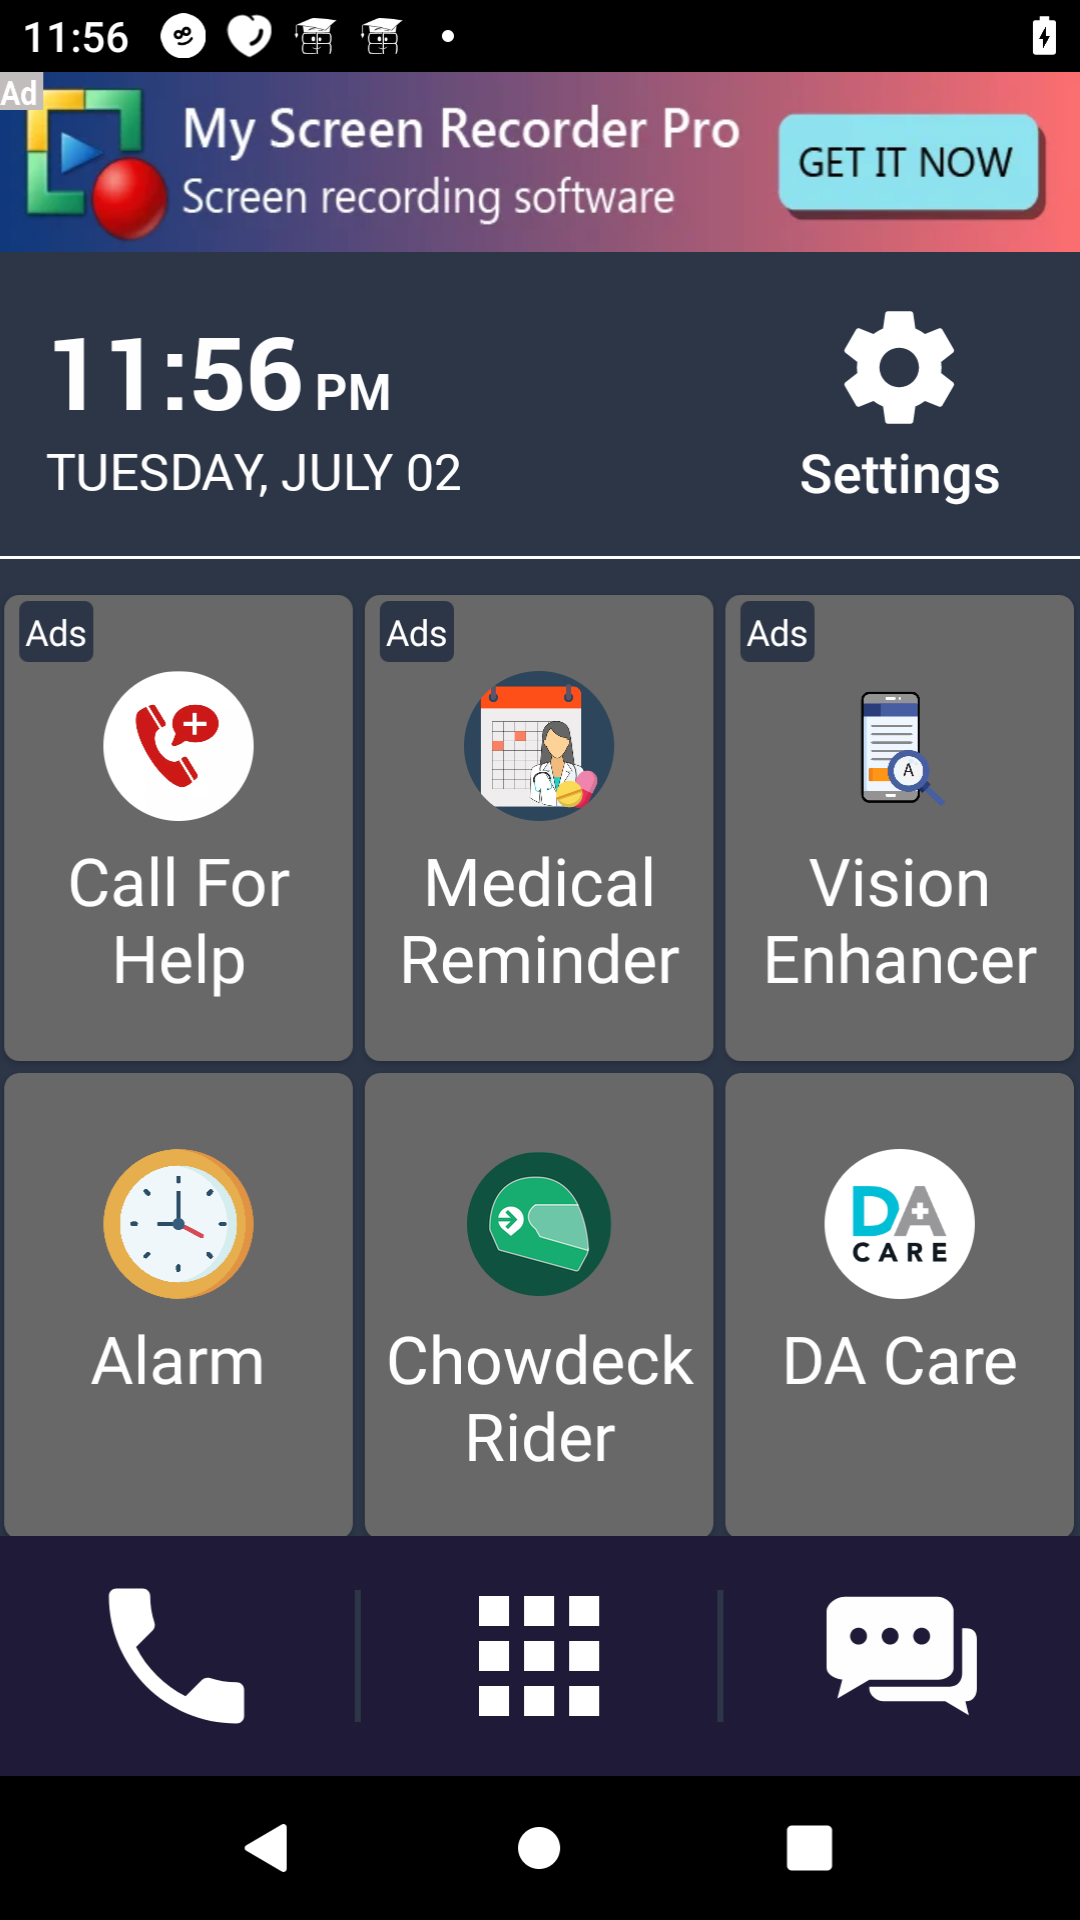 11:56
Ad
My Screen Recorder Pro
Screen recording software
GET IT NOW
11:56 PM
TUESDAY, JULY 02
Settings
Ads
Ads
Ads
Call For
Help
Medical
Reminder
Vision
Enhancer
A
DA
CARE
Alarm
Chowdeck
Rider
DA Care